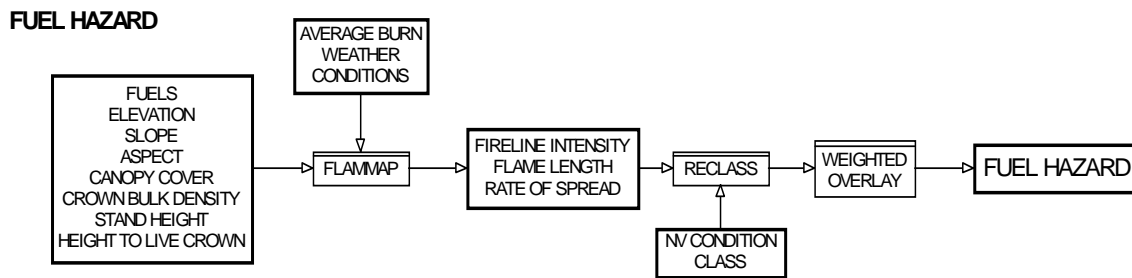 FUEL HAZARD
AVERAGE BURN
WEATHER
CONDITIONS
FUELS
ELEVATION
SLOPE
ASPECT
CANOPY COVER
CROWN BULK DENSITY
STAND HEIGHT
HEIGHT TO LIVE CROWN
FLAMMAP
FIRELINE INTENSITY
FLAME LENGTH
RATE OF SPREAD
RECLASS
NV CONDITION
CLASS
WEIGHTED
OVERLAY
FUEL HAZARD